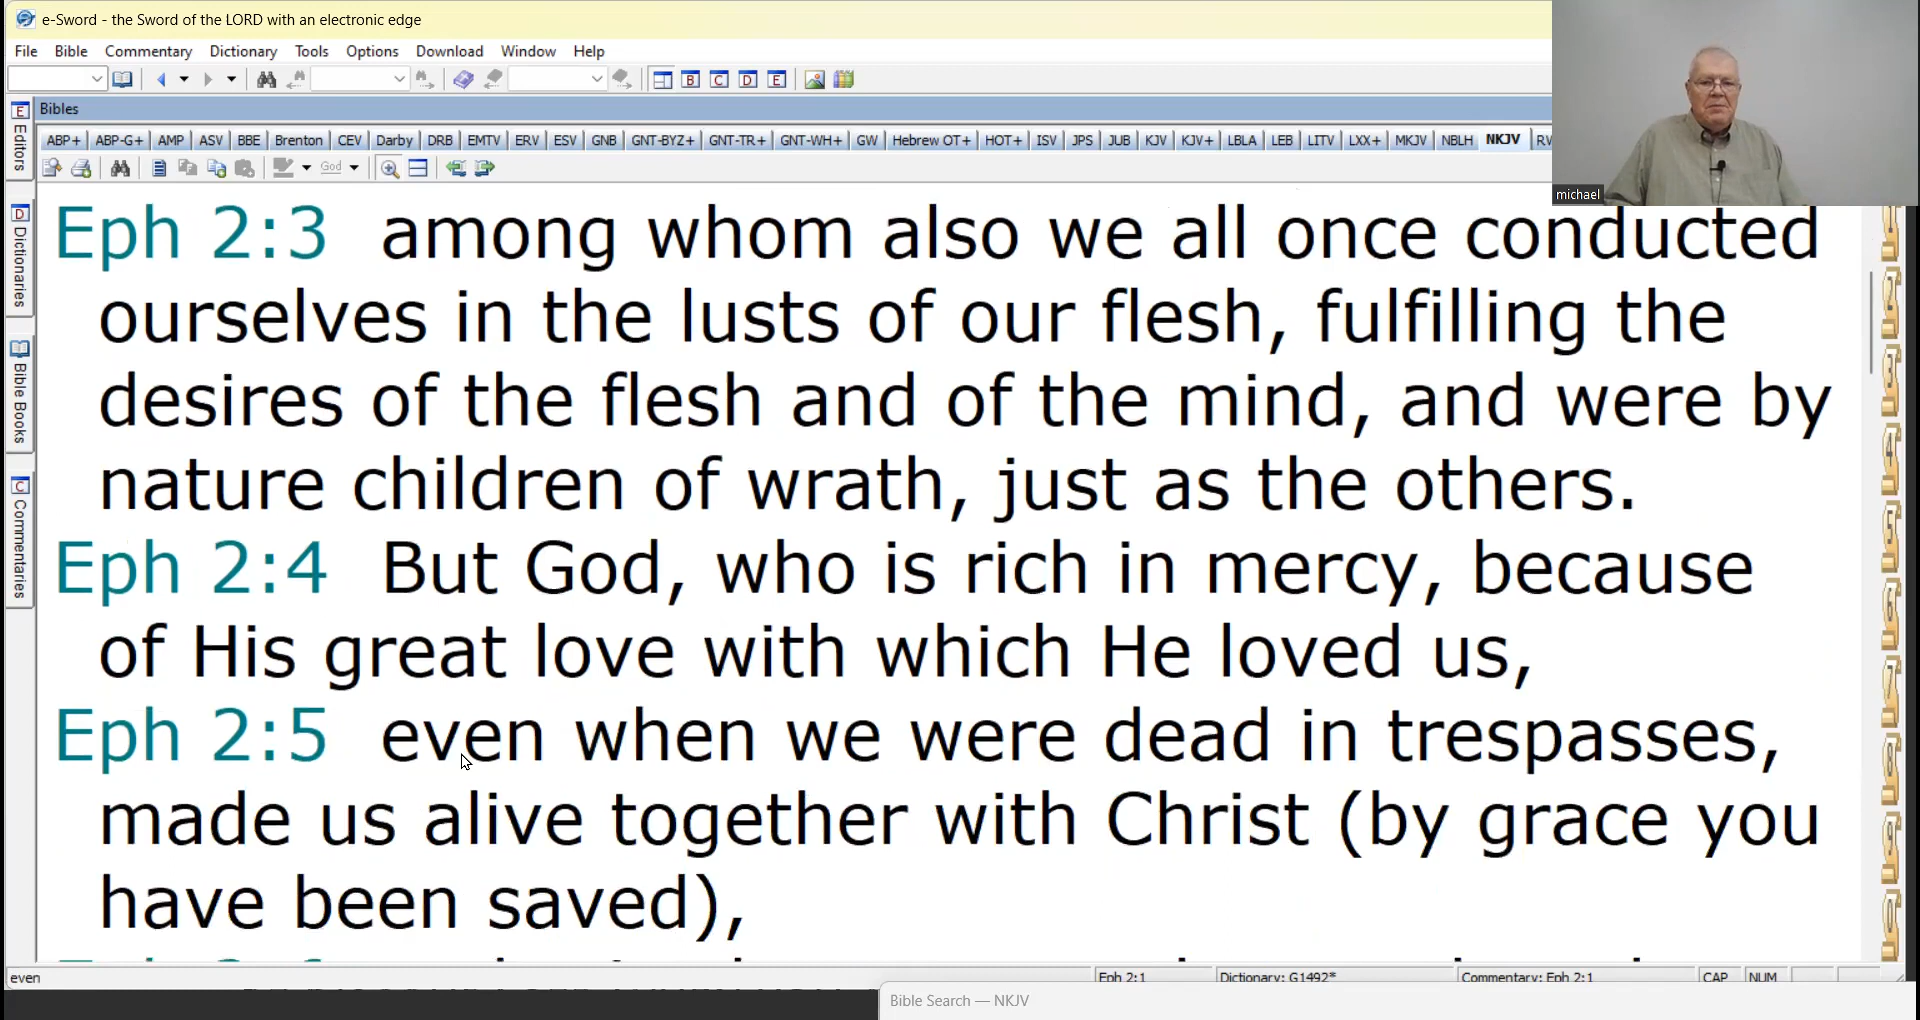 e-Sword - the Sword of the LORD with an electronic edge
File Bible Commentary Dictionary Tools Options Download Window Help
B C D E
Bibles
ABP+ ABP-G+ AMP ASV BBE Brenton CEV Darby DRB EMTV ERV ESV GNB GNT-BYZ+ GNT-TR+ GNT-WH+ GW Hebrew OT+ HOT+ ISV JPS JUB KJV KJV+ LBLA LEB LITV LXX+ MKJV NBLH NKJV RV
God
michael
E Editors
D Dictionaries
Bible Books
C Commentaries
Eph 2:3 among whom also we all once conducted
ourselves in the lusts of our flesh, fulfilling the
desires of the flesh and of the mind, and were by
nature children of wrath, just as the others.
Eph 2:4 But God, who is rich in mercy, because
of His great love with which He loved us,
Eph 2:5 even when we were dead in trespasses,
made us alive together with Christ (by grace you
have been saved),
even Eph 2:1 Dictionary: G1492* Commentary: Eph 2:1 CAP NUM
Bible Search — NKJV